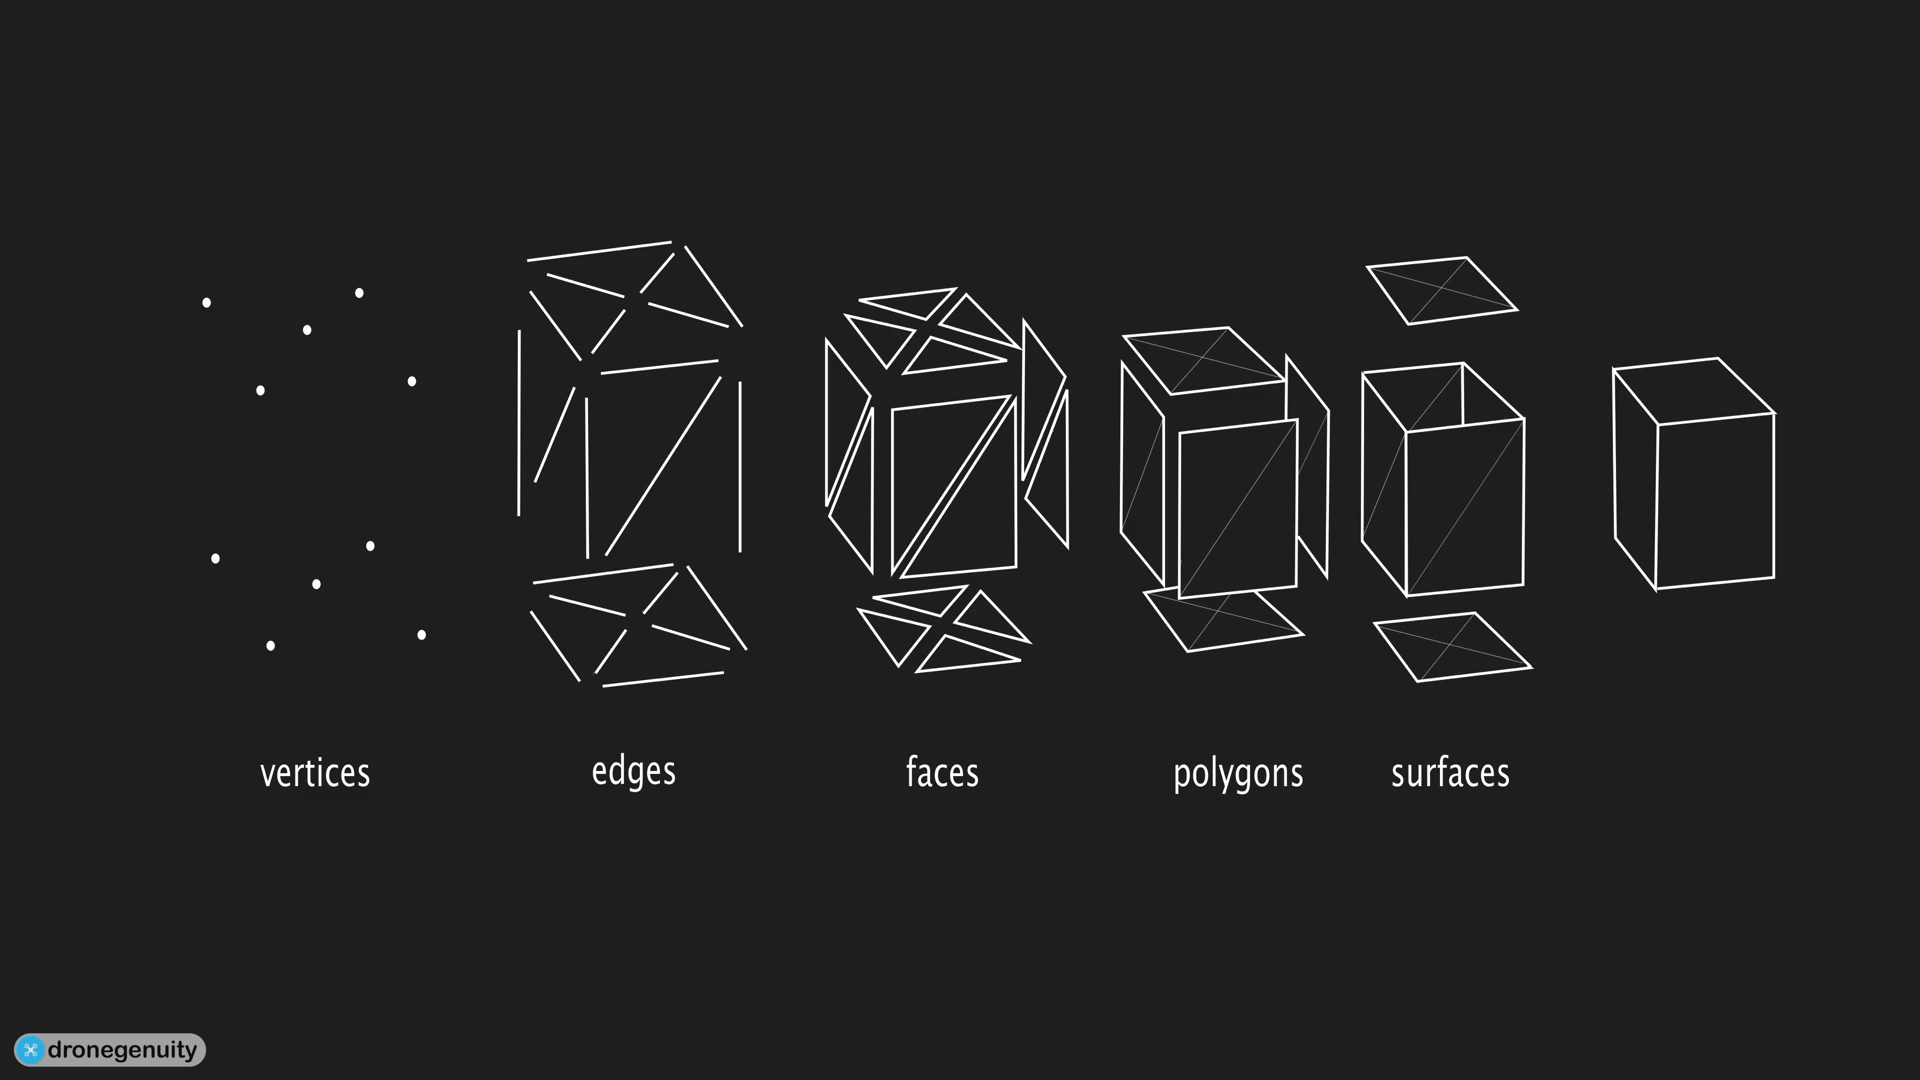 vertices
edges
faces
polygons
surfaces
dronegenuity